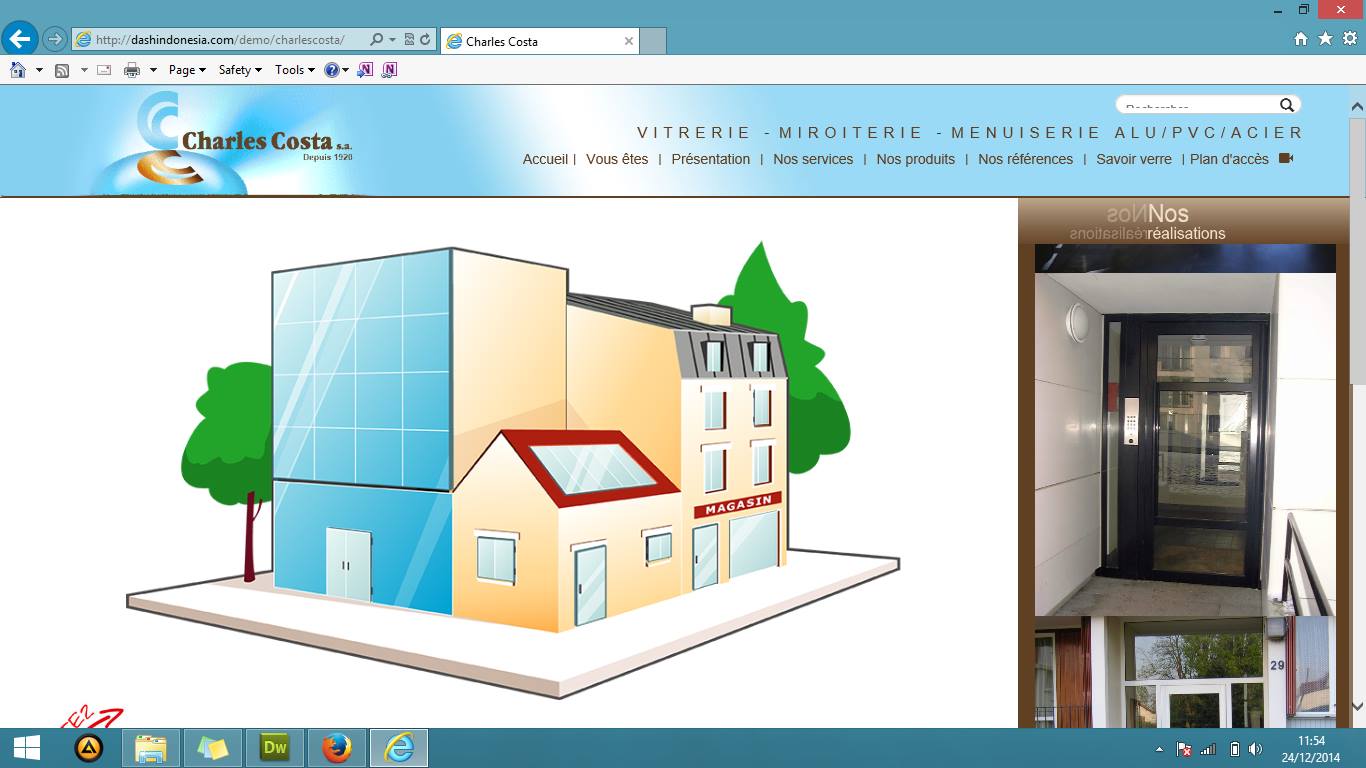 http://dashindonesia.com/demo/charlescosta/
Charles Costa
Page
Safety
Tools
Charles Costa s.a.
Depuis 1920
Rechercher
VITRERIE - MIROITERIE - MENUISERIE ALU/PVC/ACIER
Accueil | Vous êtes | Présentation | Nos services | Nos produits | Nos références | Savoir verre | Plan d'accès
Nos
réalisations
MAGASIN
29
Dw
11:54
24/12/2014